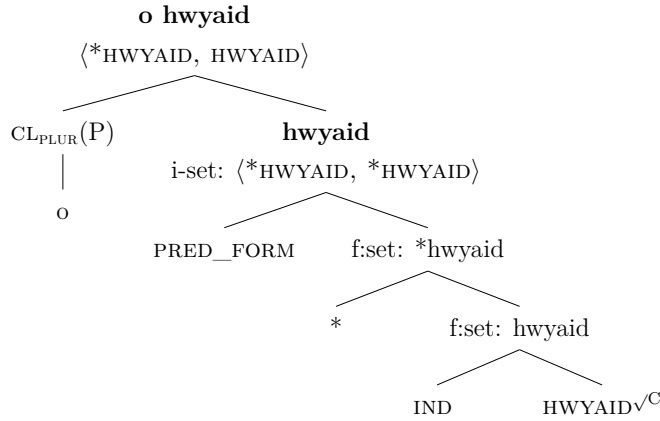 o hwyaid
⟨*HWYAID, HWYAID⟩
CL_PLUR(P)
hwyaid
i-set: ⟨*HWYAID, *HWYAID⟩
o
PRED_FORM
f:set: *hwyaid
*
f:set: hwyaid
IND
HWYAID^√C